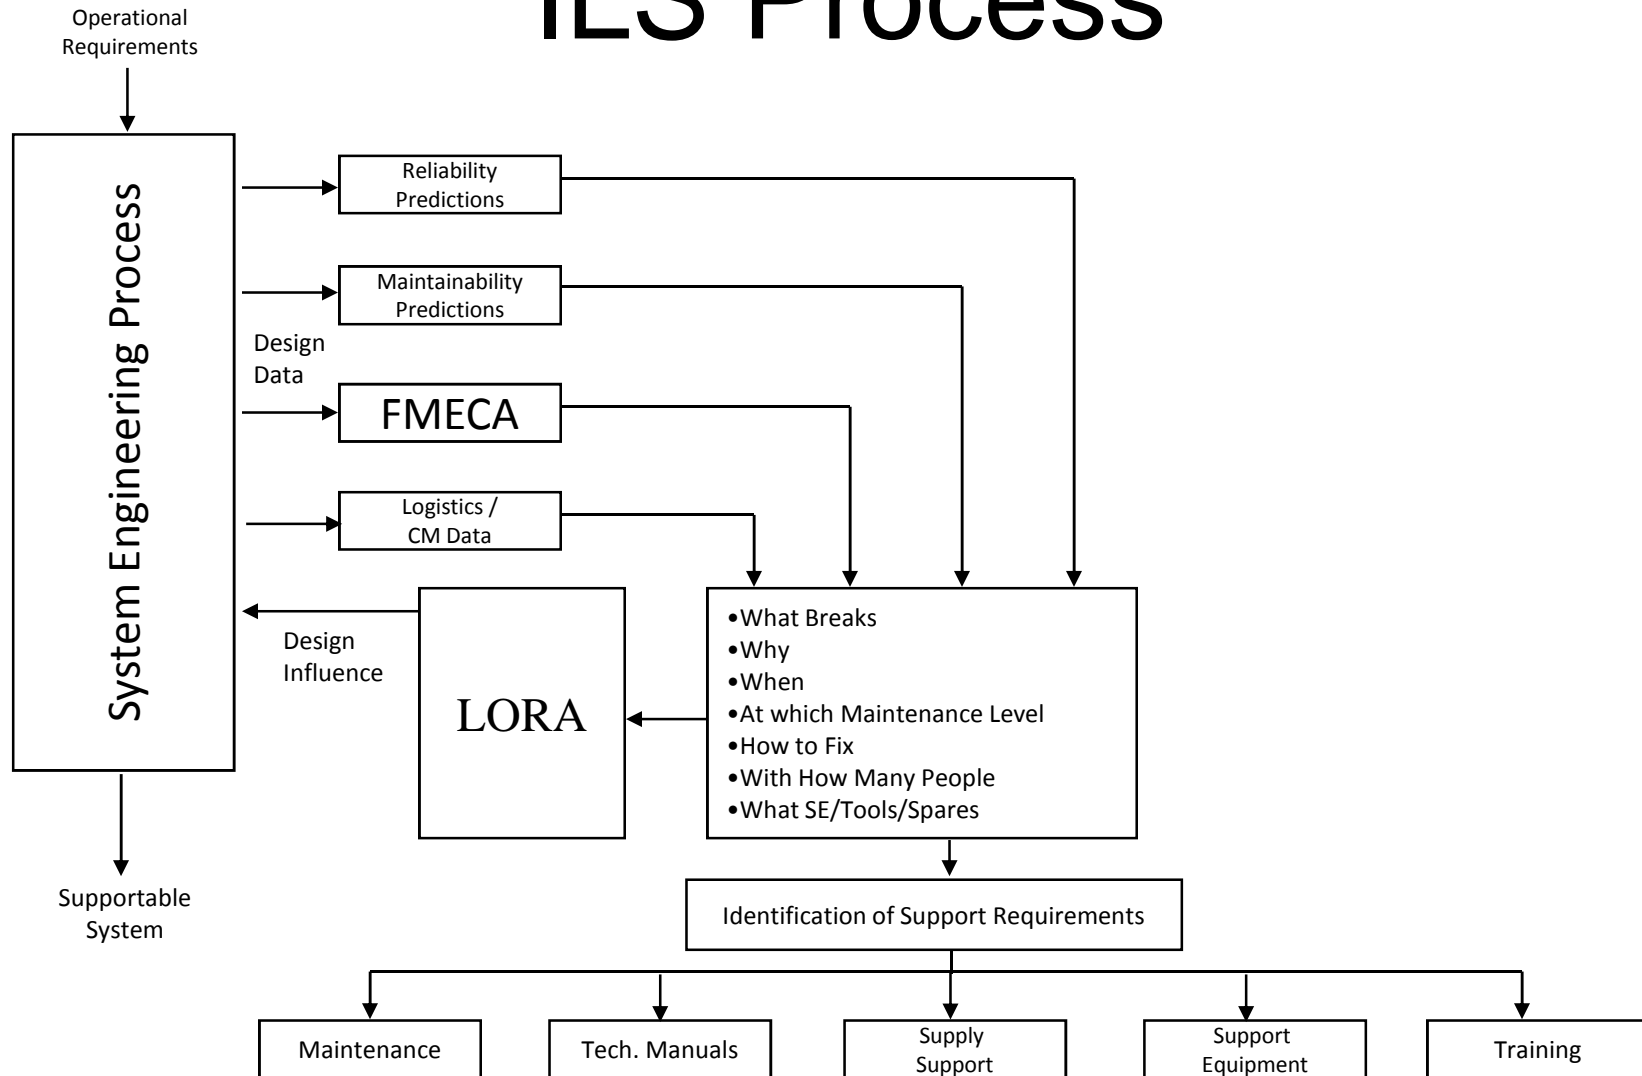 ILS Process
Operational
Requirements
System Engineering Process
Reliability
Predictions
Maintainability
Predictions
Design
Data
FMECA
Logistics /
CM Data
Design
Influence
LORA
•What Breaks
•Why
•When
•At which Maintenance Level
•How to Fix
•With How Many People
•What SE/Tools/Spares
Supportable
System
Identification of Support Requirements
Maintenance
Tech. Manuals
Supply
Support
Support
Equipment
Training